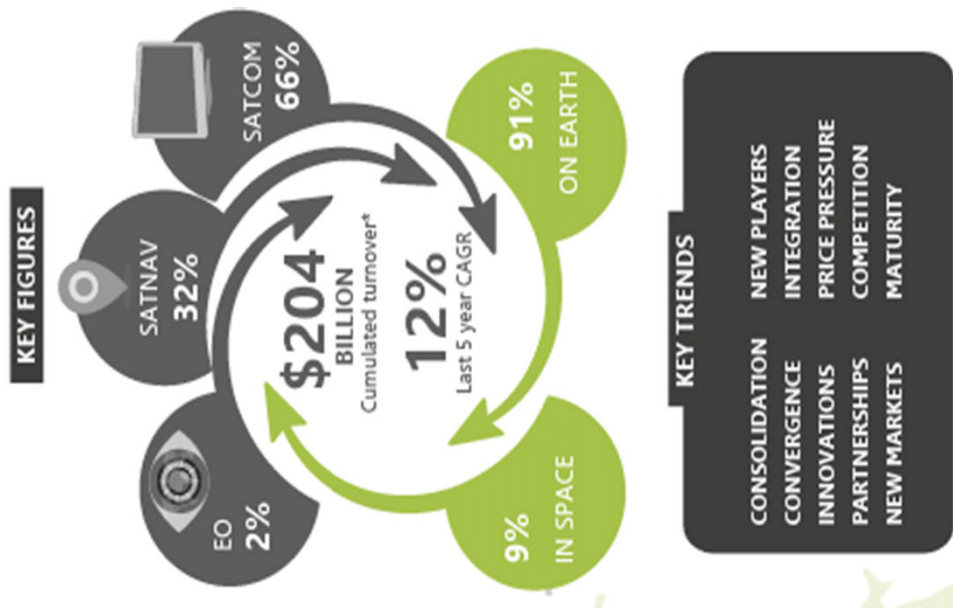 KEY FIGURES
EO
2%
SATNAV
32%
SATCOM
66%
$204
BILLION
Cumulated turnover*
12%
Last 5 year CAGR
9%
IN SPACE
91%
ON EARTH
KEY TRENDS
CONSOLIDATION
CONVERGENCE
INNOVATIONS
PARTNERSHIPS
NEW MARKETS
NEW PLAYERS
INTEGRATION
PRICE PRESSURE
COMPETITION
MATURITY